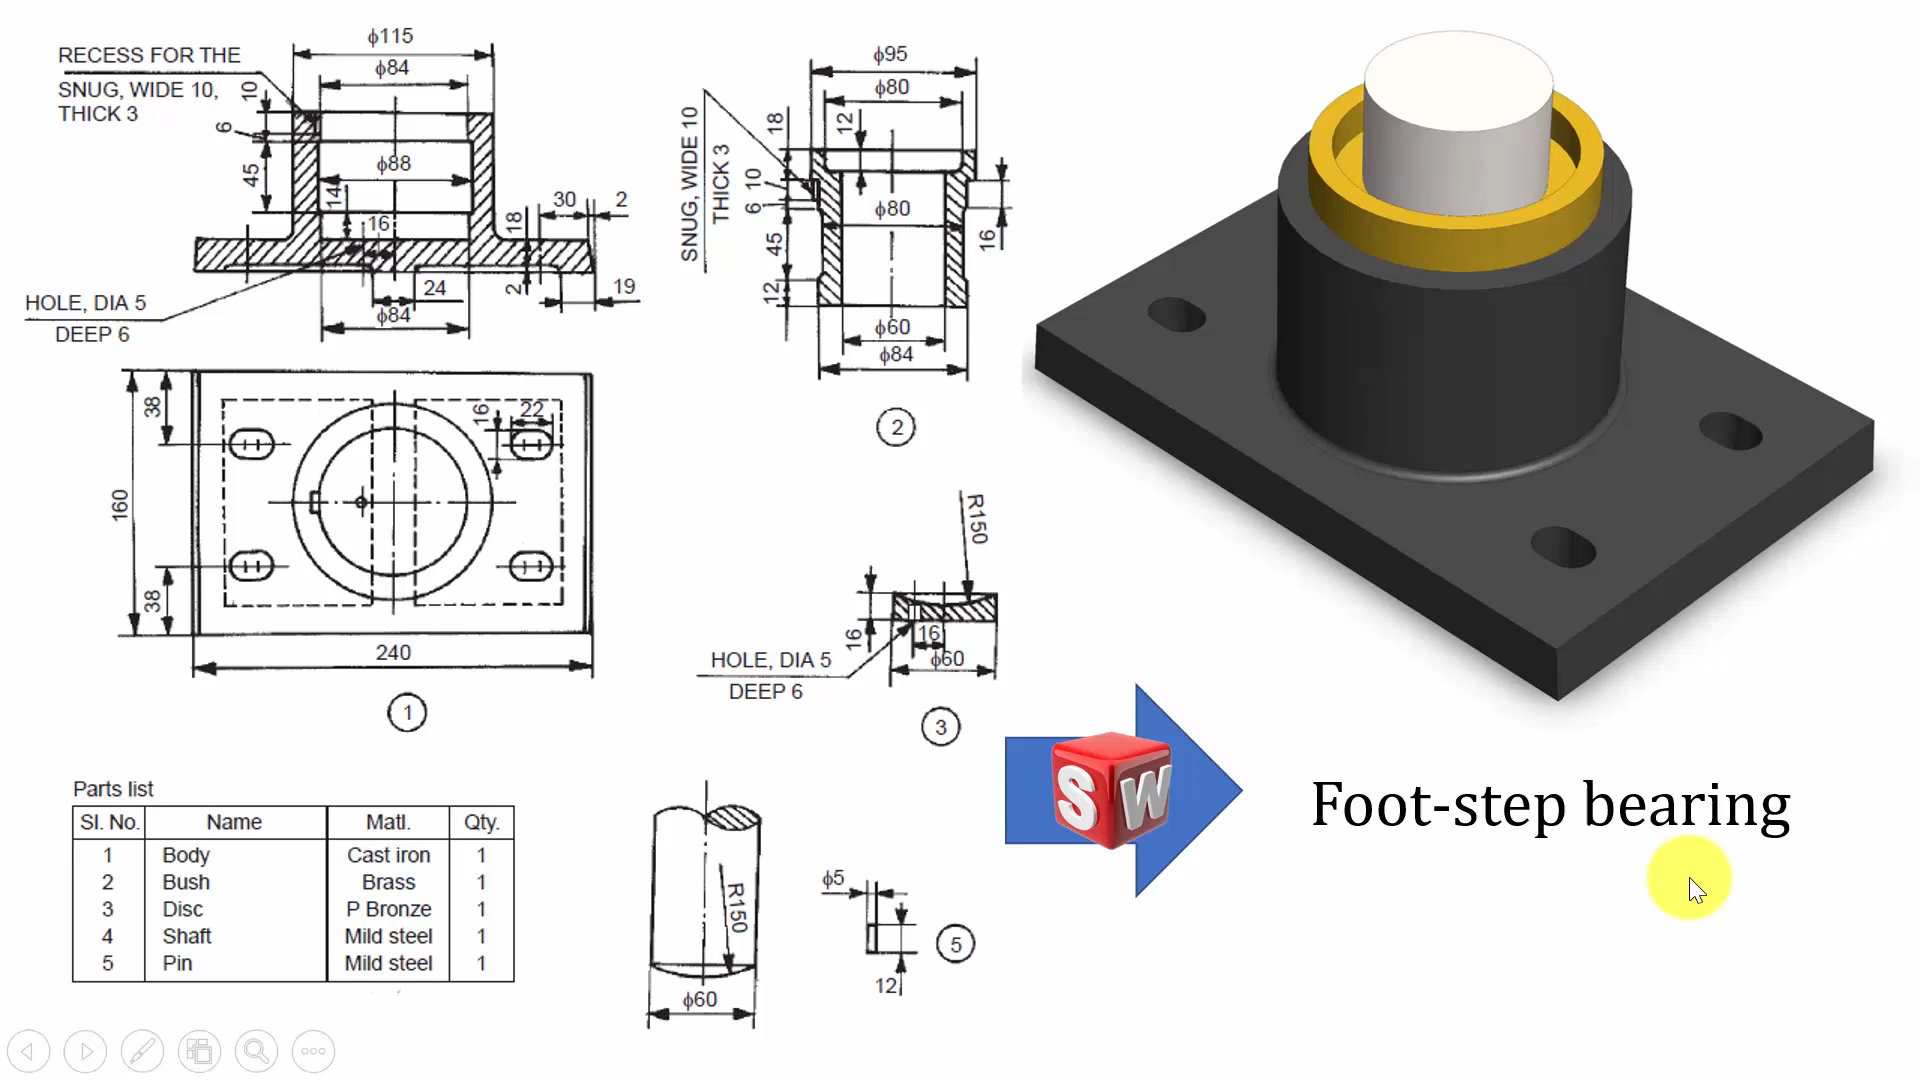 RECESS FOR THE
SNUG, WIDE 10,
THICK 3
ϕ115
ϕ84
10
6
45
ϕ88
14
16
18
30
2
2
24
19
ϕ84
HOLE, DIA 5
DEEP 6
38
160
38
16
22
240
1
ϕ95
ϕ80
SNUG, WIDE 10
THICK 3
18
12
10
6
45
12
ϕ80
16
ϕ60
ϕ84
2
R150
16
16
HOLE, DIA 5
DEEP 6
ϕ60
3
Parts list
Sl. No. Name Matl. Qty.
1 Body Cast iron 1
2 Bush Brass 1
3 Disc P Bronze 1
4 Shaft Mild steel 1
5 Pin Mild steel 1
R150
ϕ60
ϕ5
12
5
SW
Foot-step bearing